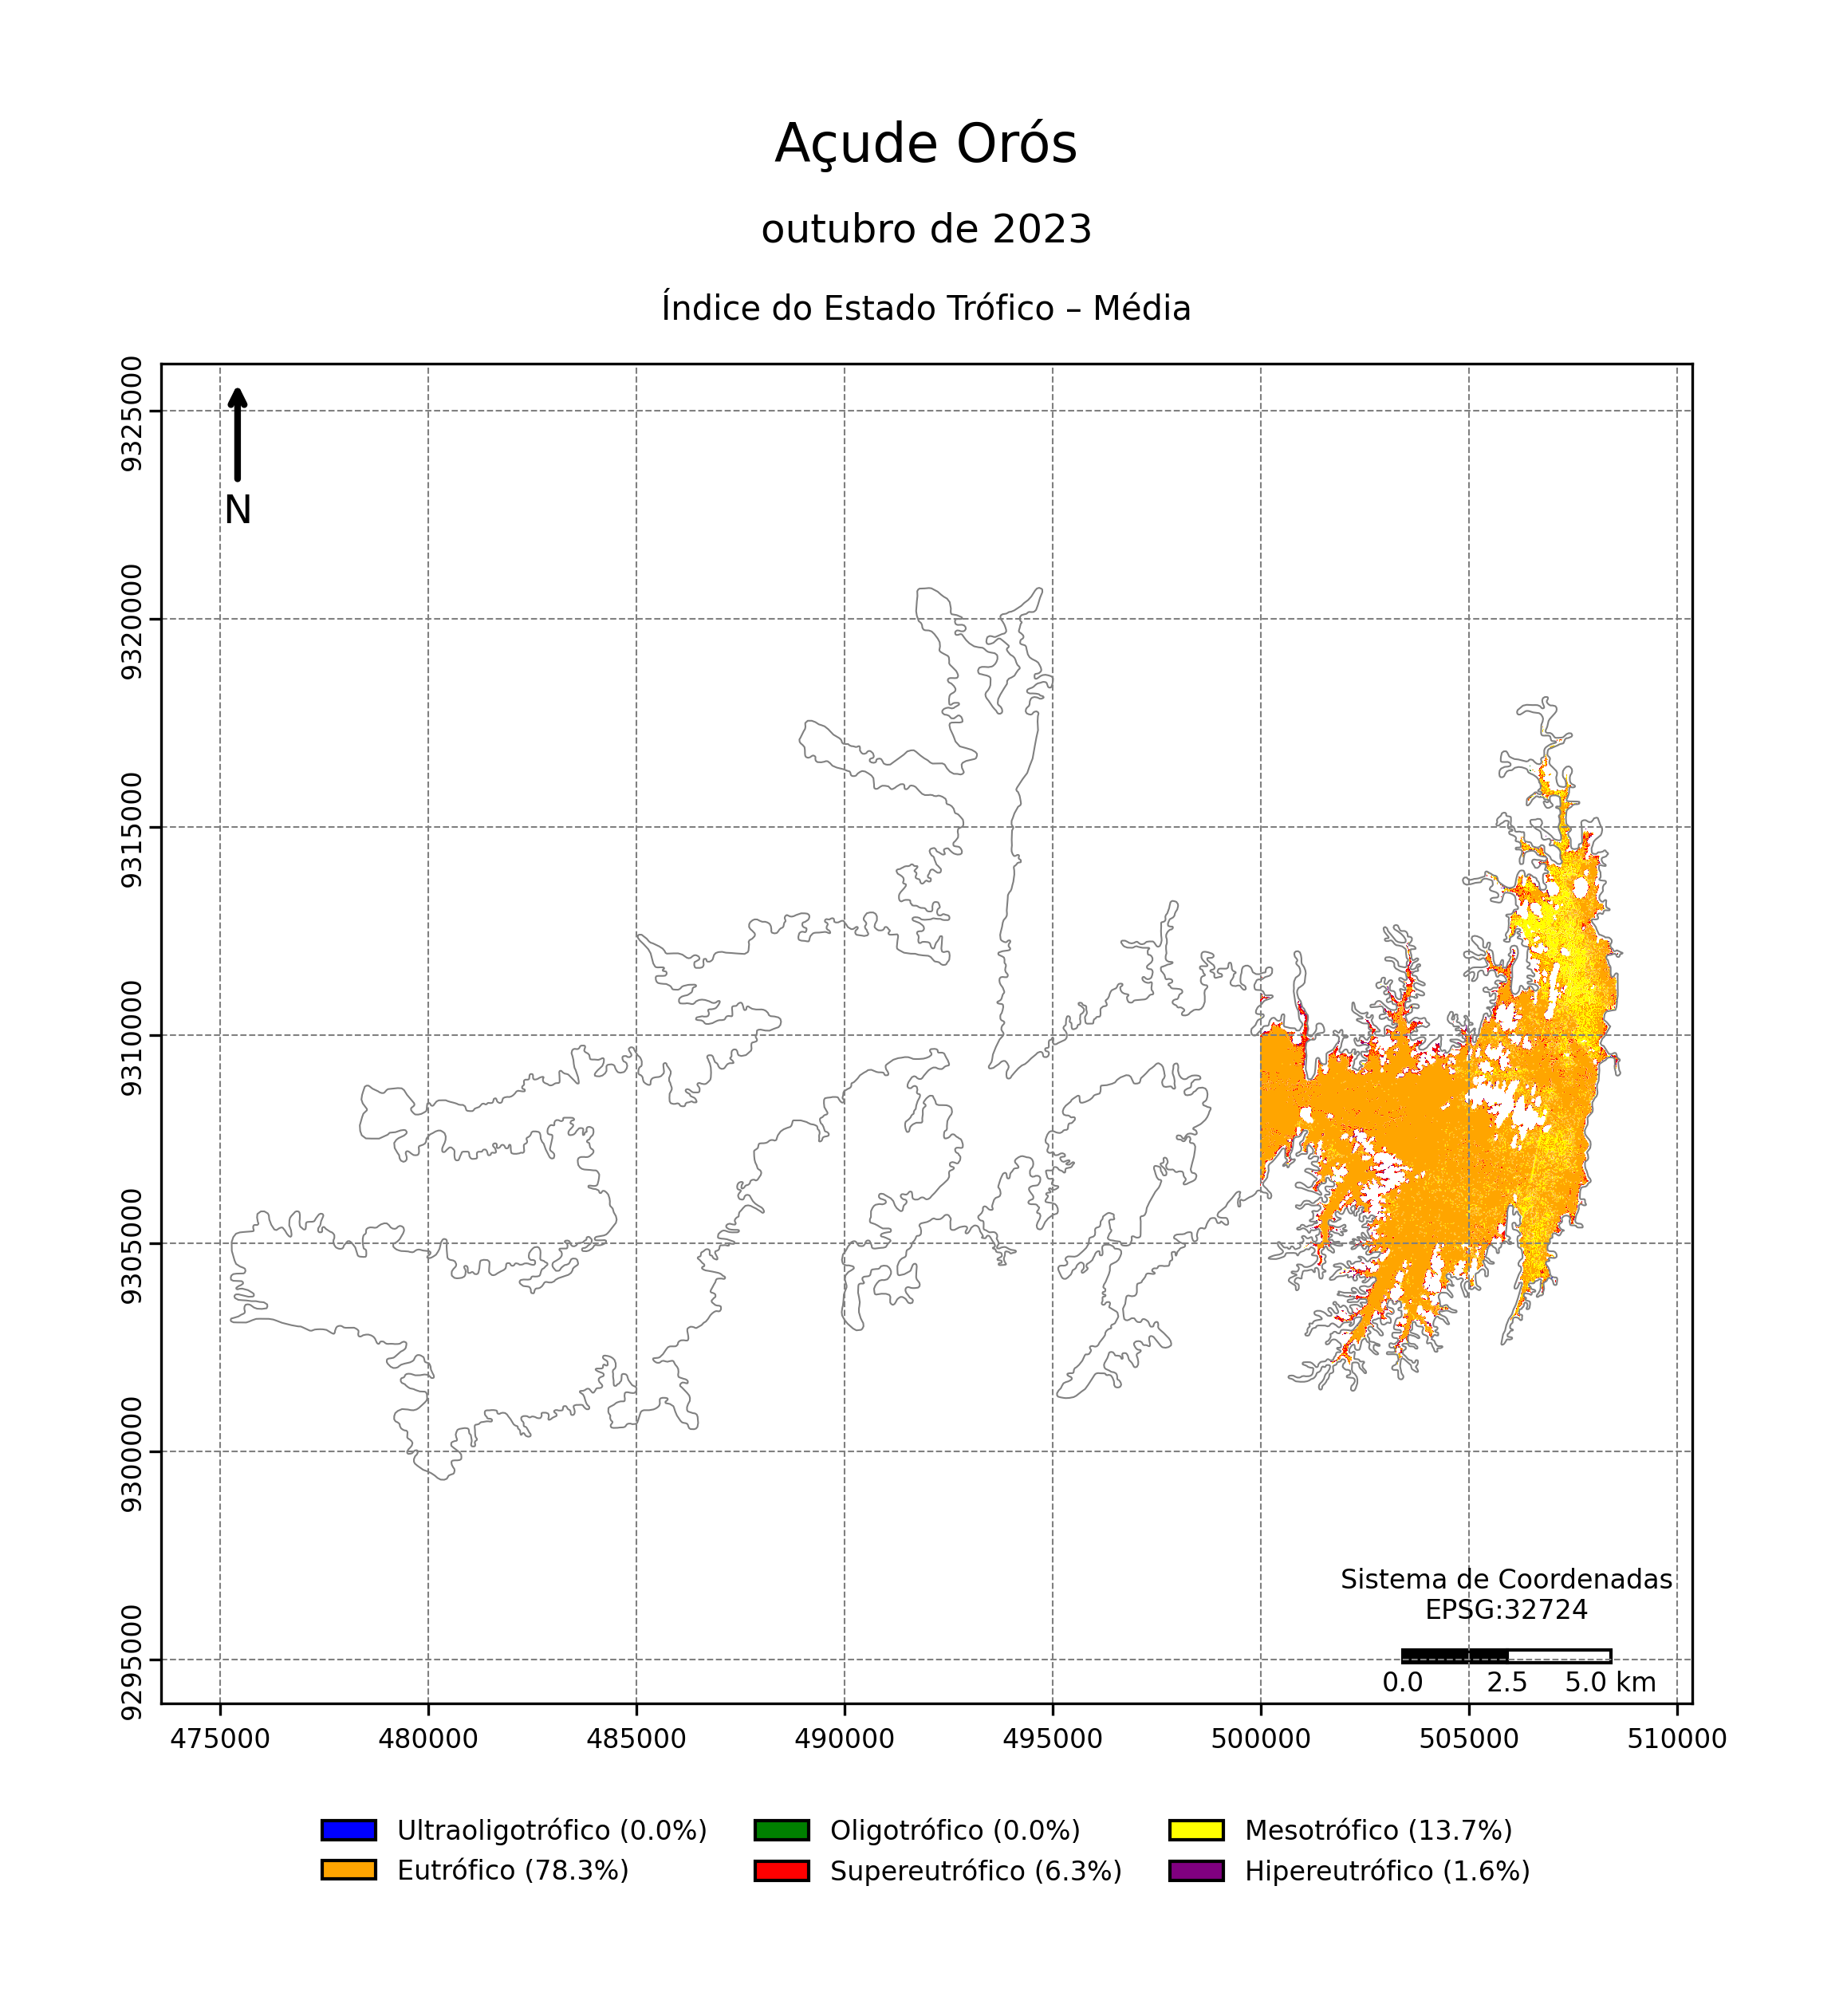 Açude Orós
outubro de 2023
Índice do Estado Trófico – Média
N
9325000
9320000
9315000
9310000
9305000
9300000
9295000
Sistema de Coordenadas
EPSG:32724
0.0 2.5 5.0 km
475000 480000 485000 490000 495000 500000 505000 510000
Ultraoligotrófico (0.0%) Oligotrófico (0.0%) Mesotrófico (13.7%)
Eutrófico (78.3%) Supereutrófico (6.3%) Hipereutrófico (1.6%)